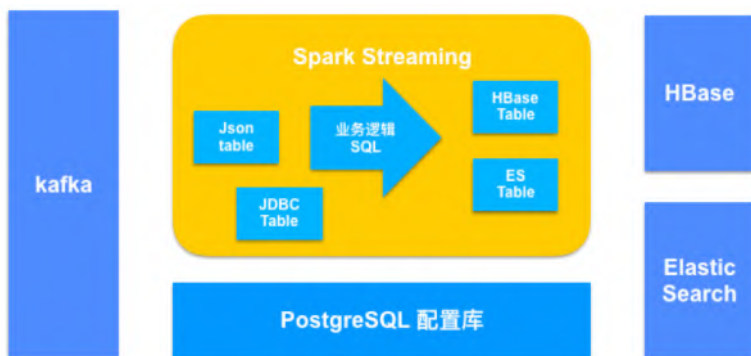 kafka
Spark Streaming
Json
table
JDBC
Table
业务逻辑
SQL
HBase
Table
ES
Table
PostgreSQL 配置库
HBase
Elastic
Search